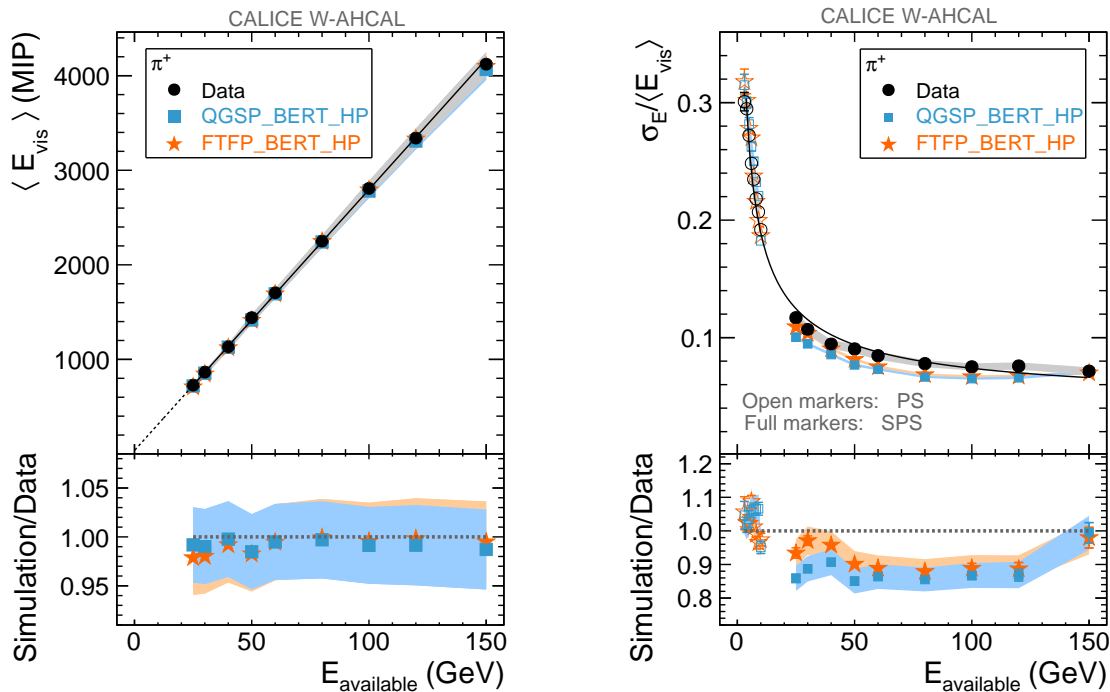 CALICE W-AHCAL
⟨ E_vis ⟩ (MIP)
4000
3000
2000
1000
π+
Data
QGSP_BERT_HP
FTFP_BERT_HP
Simulation/Data
1.05
1.00
0.95
0 50 100 150
E_available (GeV)
CALICE W-AHCAL
σ_E/⟨E_vis⟩
0.3
0.2
0.1
π+
Data
QGSP_BERT_HP
FTFP_BERT_HP
Open markers: PS
Full markers: SPS
Simulation/Data
1.2
1.1
1.0
0.9
0.8
0 50 100 150
E_available (GeV)